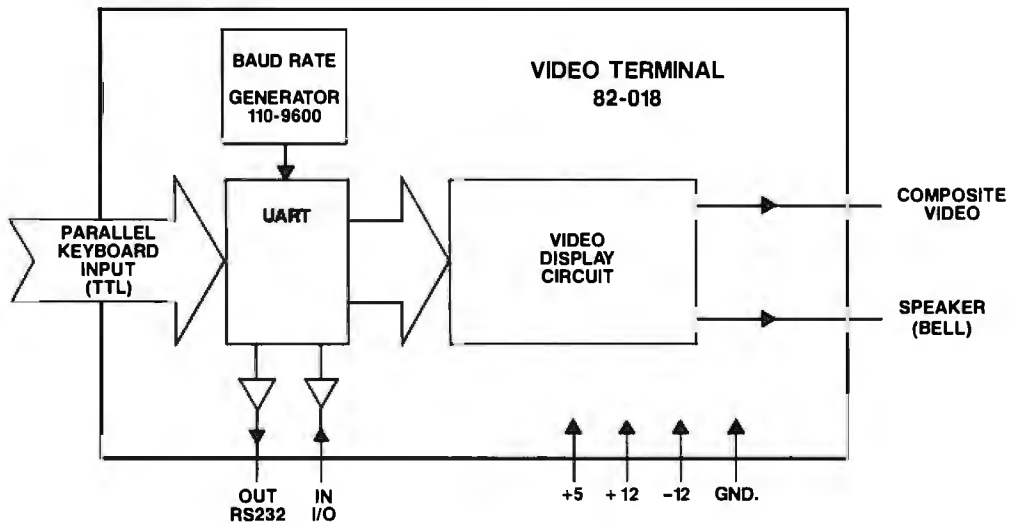 BAUD RATE
GENERATOR
110-9600
VIDEO TERMINAL
82-018
UART
PARALLEL
KEYBOARD
INPUT
(TTL)
VIDEO
DISPLAY
CIRCUIT
COMPOSITE
VIDEO
SPEAKER
(BELL)
OUT
RS232
IN
I/O
+5
+12
-12
GND.